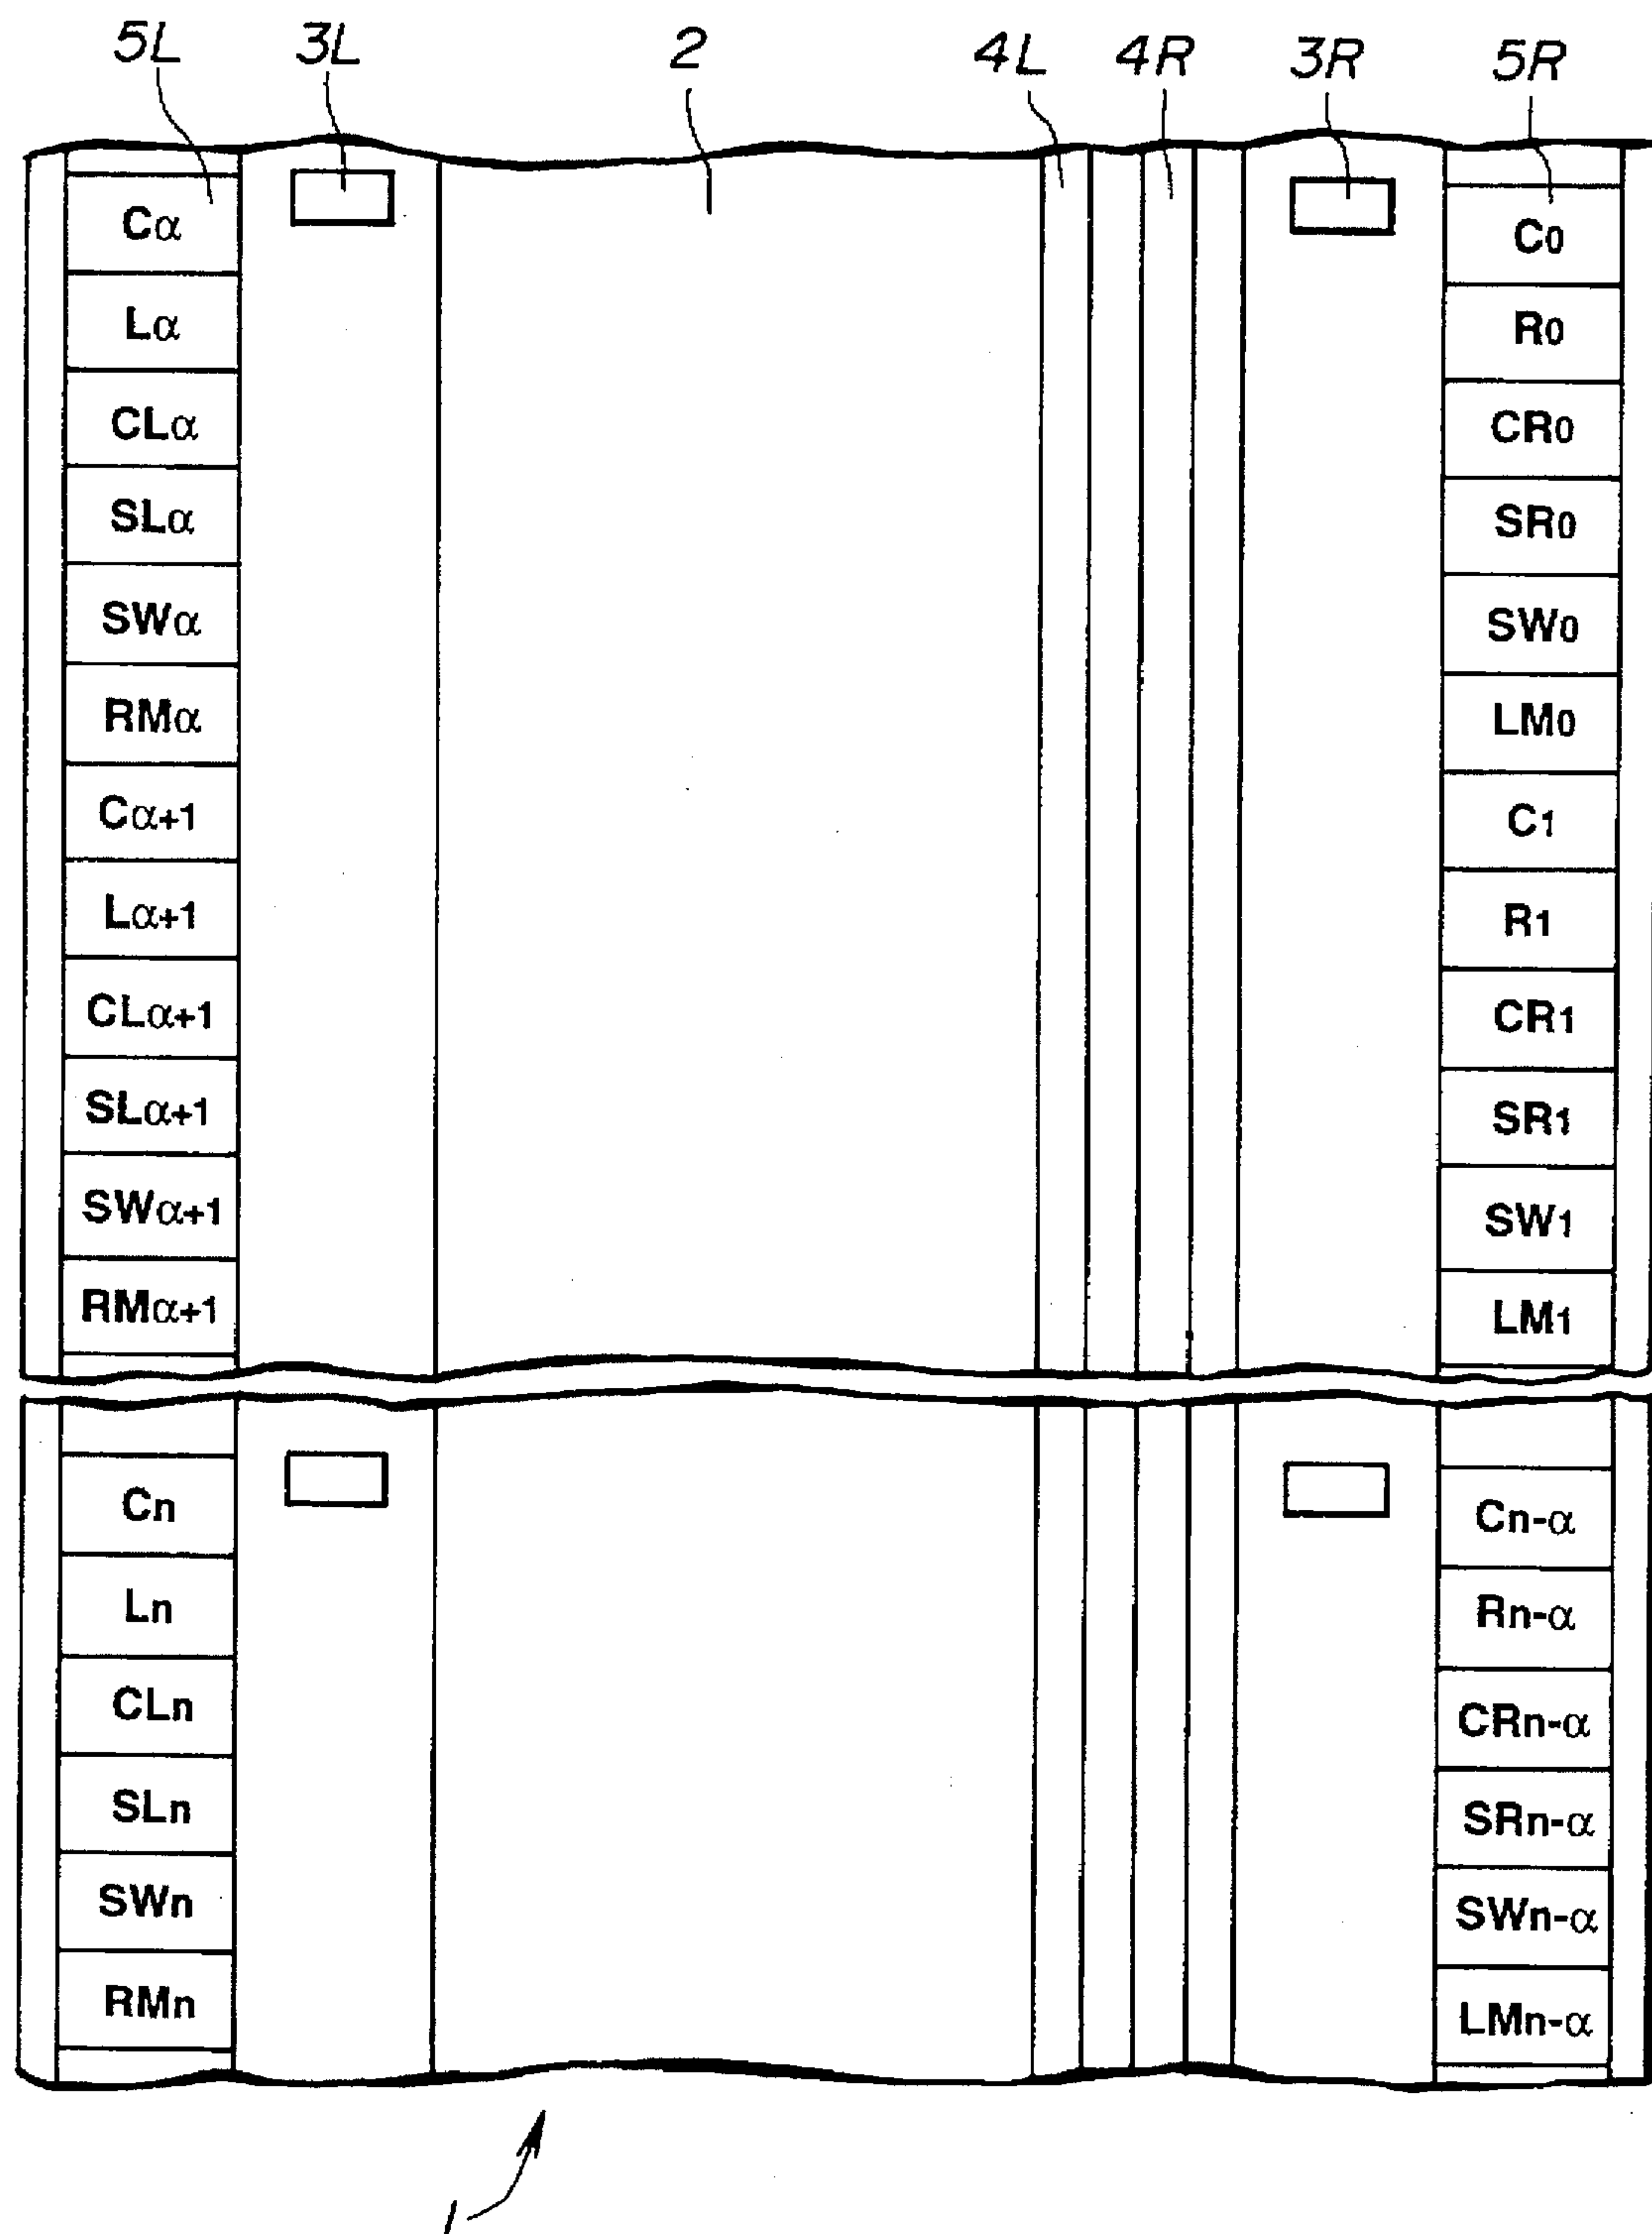 5L 3L 2 4L 4R 3R 5R
Cα C0
Lα R0
CLα CR0
SLα SR0
SWα SW0
RMα LM0
Cα+1 C1
Lα+1 R1
CLα+1 CR1
SLα+1 SR1
SWα+1 SW1
RMα+1 LM1
Cn Cn-α
Ln Rn-α
CLn CRn-α
SLn SRn-α
SWn SWn-α
RMn LMn-α
1